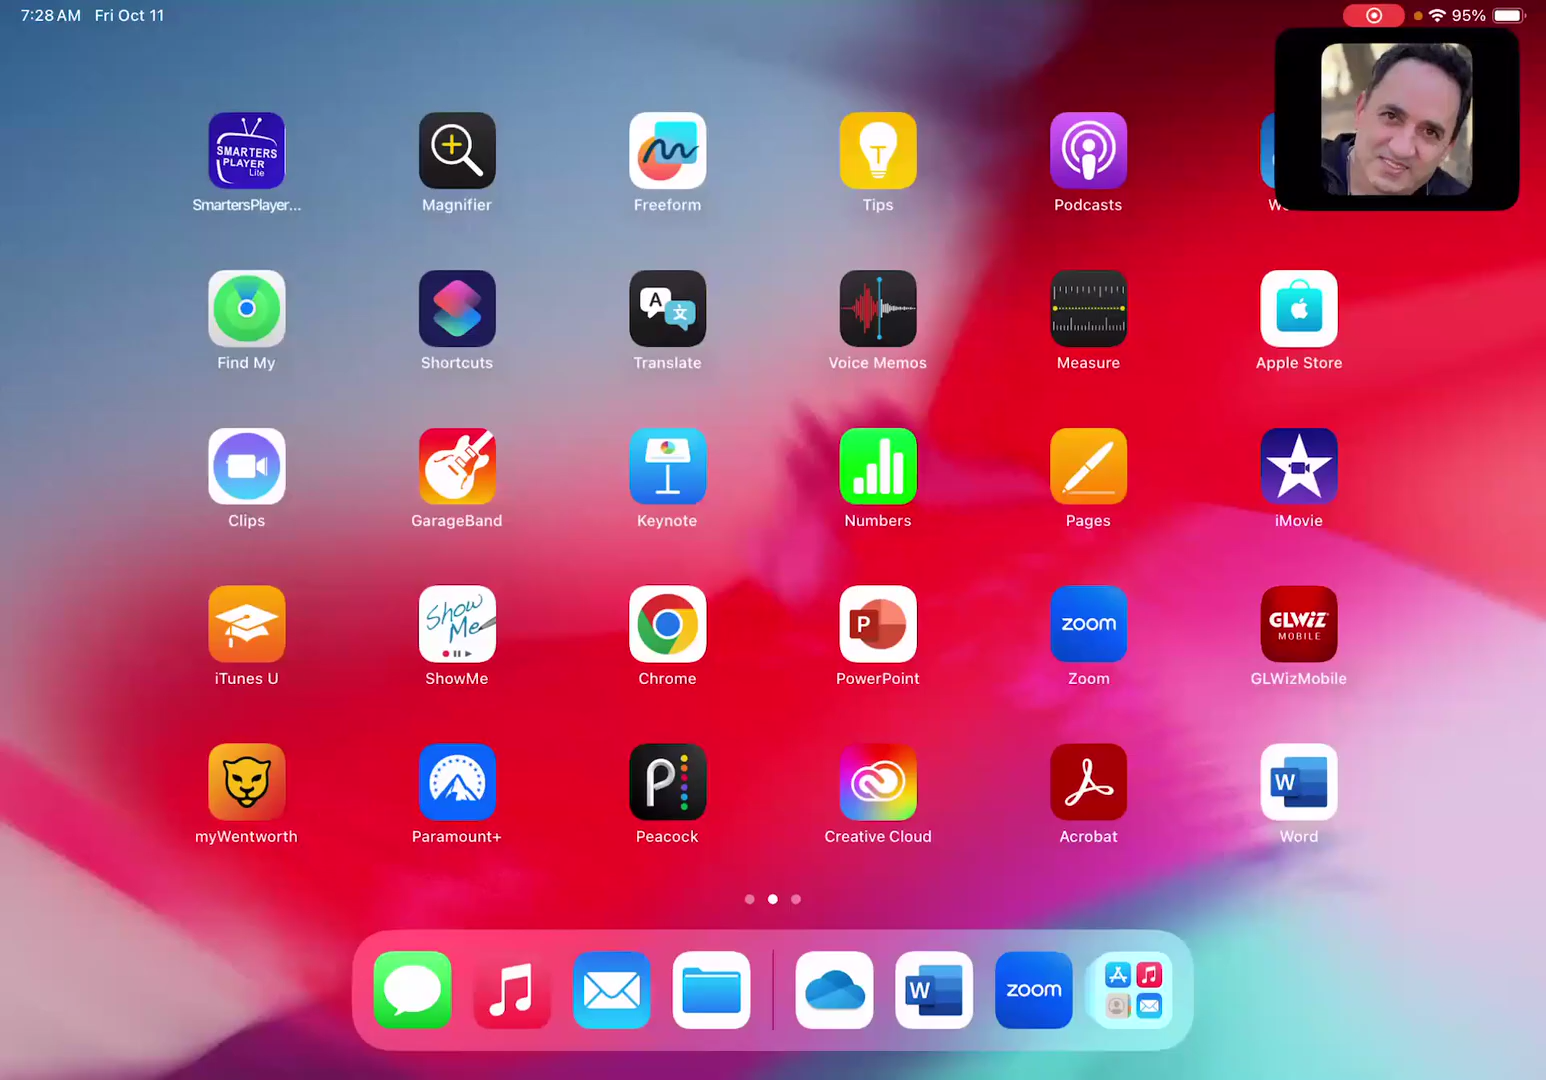 7:28 AM Fri Oct 11
95%
SMARTERS
PLAYER
Lite
T
SmartersPlayer...
Magnifier
Freeform
Tips
Podcasts
A
文
Find My
Shortcuts
Translate
Voice Memos
Measure
Apple Store
Clips
GarageBand
Keynote
Numbers
Pages
iMovie
Show
Me
P
zoom
GLWiZ
MOBILE
iTunes U
ShowMe
Chrome
PowerPoint
Zoom
GLWizMobile
W
myWentworth
Paramount+
Peacock
Creative Cloud
Acrobat
Word
W
zoom